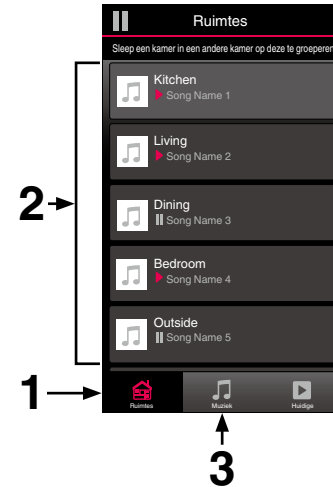 Ruimtes
Sleep een kamer in een andere kamer op deze te groeperen
Kitchen
Song Name 1
Living
Song Name 2
2
Dining
Song Name 3
Bedroom
Song Name 4
Outside
Song Name 5
1
Ruimtes
Muziek
Huidige
3